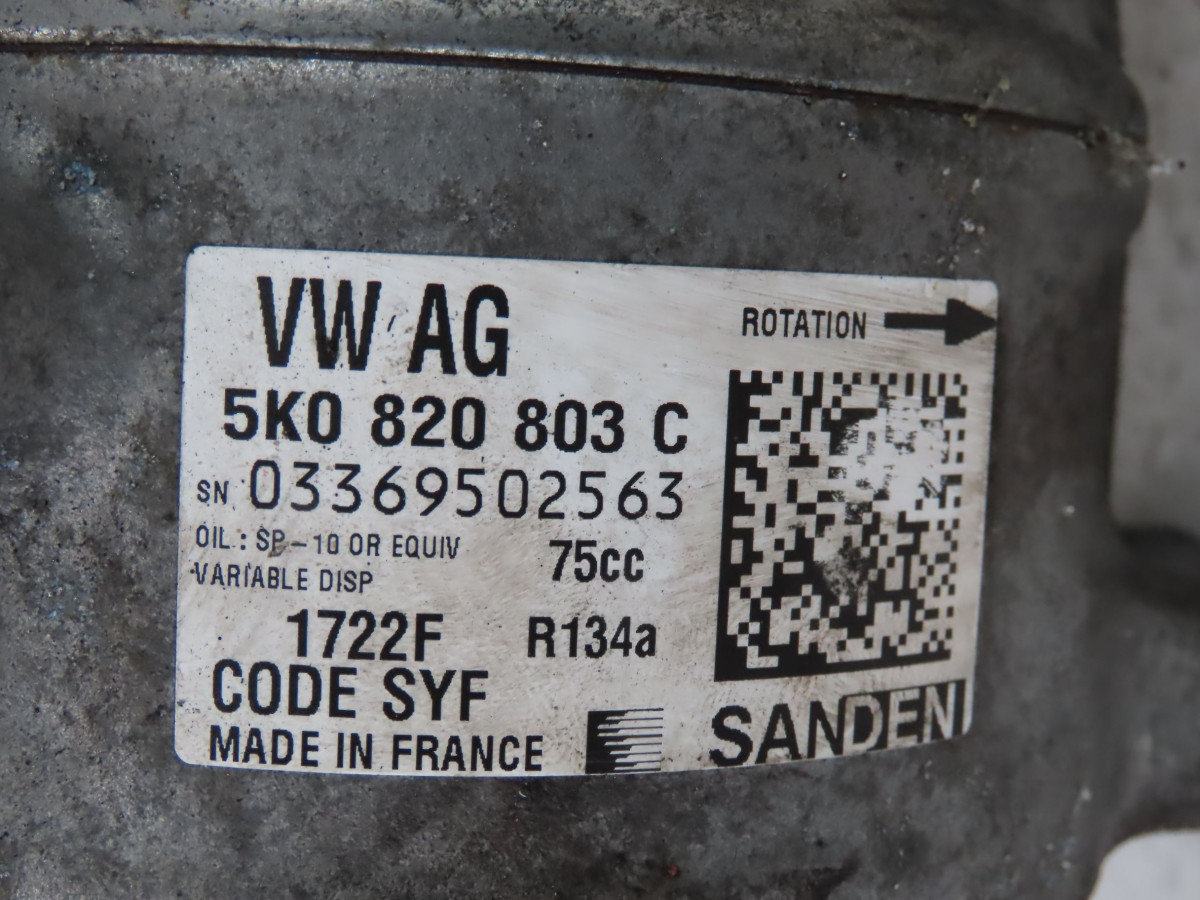 VW AG
ROTATION
5K0 820 803 C
SN 03369502563
OIL : SP-10 OR EQUIV 75cc
VARIABLE DISP
1722F R134a
CODE SYF
MADE IN FRANCE SANDEN